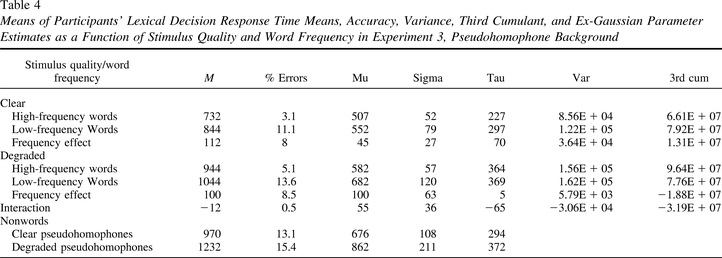 Table 4
Means of Participants' Lexical Decision Response Time Means, Accuracy, Variance, Third Cumulant, and Ex-Gaussian Parameter
Estimates as a Function of Stimulus Quality and Word Frequency in Experiment 3, Pseudohomophone Background
Stimulus quality/word
frequency M % Errors Mu Sigma Tau Var 3rd cum
Clear
High-frequency words 732 3.1 507 52 227 8.56E + 04 6.61E + 07
Low-frequency Words 844 11.1 552 79 297 1.22E + 05 7.92E + 07
Frequency effect 112 8 45 27 70 3.64E + 04 1.31E + 07
Degraded
High-frequency words 944 5.1 582 57 364 1.56E + 05 9.64E + 07
Low-frequency Words 1044 13.6 682 120 369 1.62E + 05 7.76E + 07
Frequency effect 100 8.5 100 63 5 5.79E + 03 −1.88E + 07
Interaction −12 0.5 55 36 −65 −3.06E + 04 −3.19E + 07
Nonwords
Clear pseudohomophones 970 13.1 676 108 294
Degraded pseudohomophones 1232 15.4 862 211 372